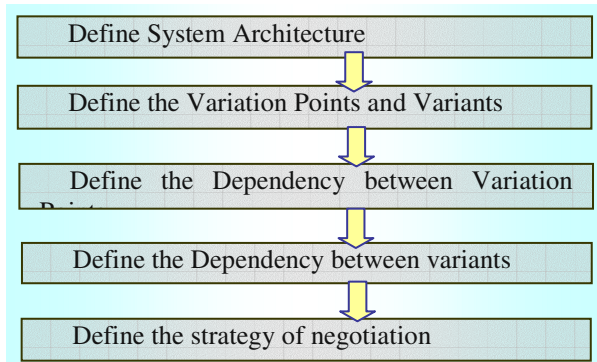 Define System Architecture
Define the Variation Points and Variants
Define the Dependency between Variation
Points
Define the Dependency between variants
Define the strategy of negotiation